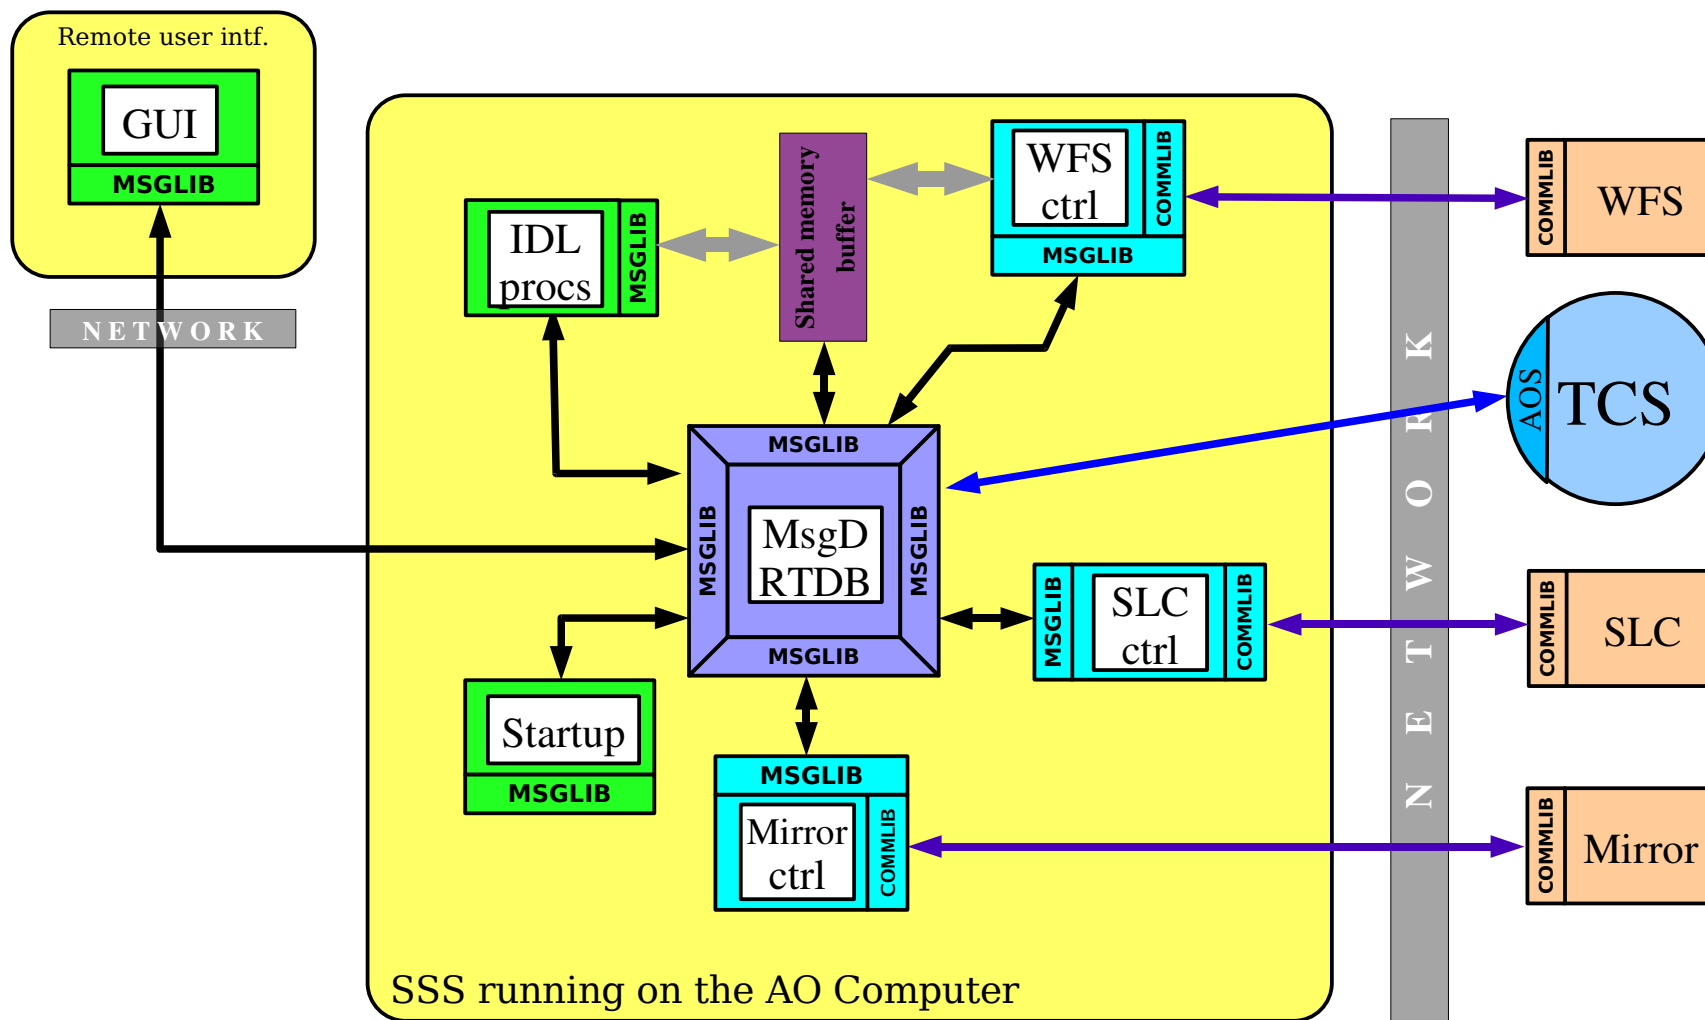 Remote user intf.
GUI
MSGLIB
NETWORK
IDL
procs
MSGLIB
Shared memory
buffer
WFS
ctrl
COMMLIB
MSGLIB
MSGLIB
MSGLIB
MsgD
RTDB
MSGLIB
MSGLIB
Startup
MSGLIB
MSGLIB
SLC
ctrl
COMMLIB
MSGLIB
Mirror
ctrl
COMMLIB
SSS running on the AO Computer
NETWORK
COMMLIB
WFS
AOS
TCS
COMMLIB
SLC
COMMLIB
Mirror